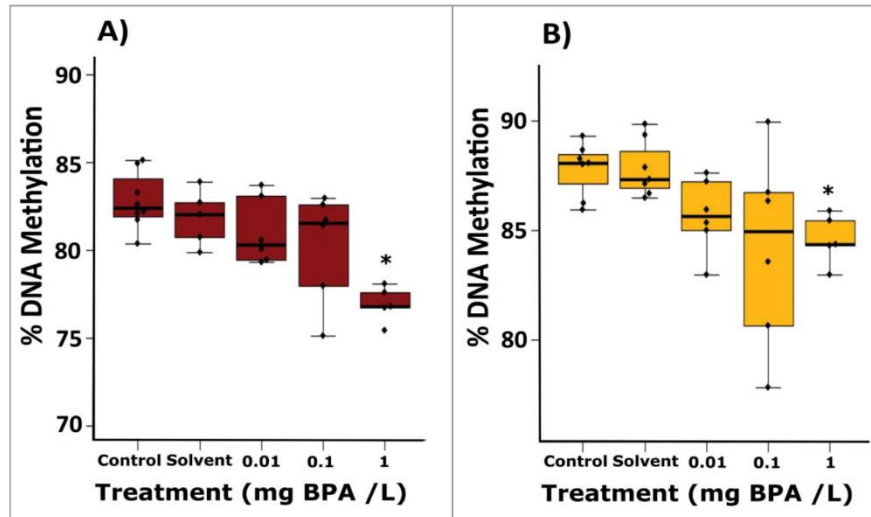 A)
% DNA Methylation
90
85
80
75
70
Control Solvent 0.01 0.1 1
Treatment (mg BPA /L)
*
B)
% DNA Methylation
90
85
80
Control Solvent 0.01 0.1 1
Treatment (mg BPA /L)
*